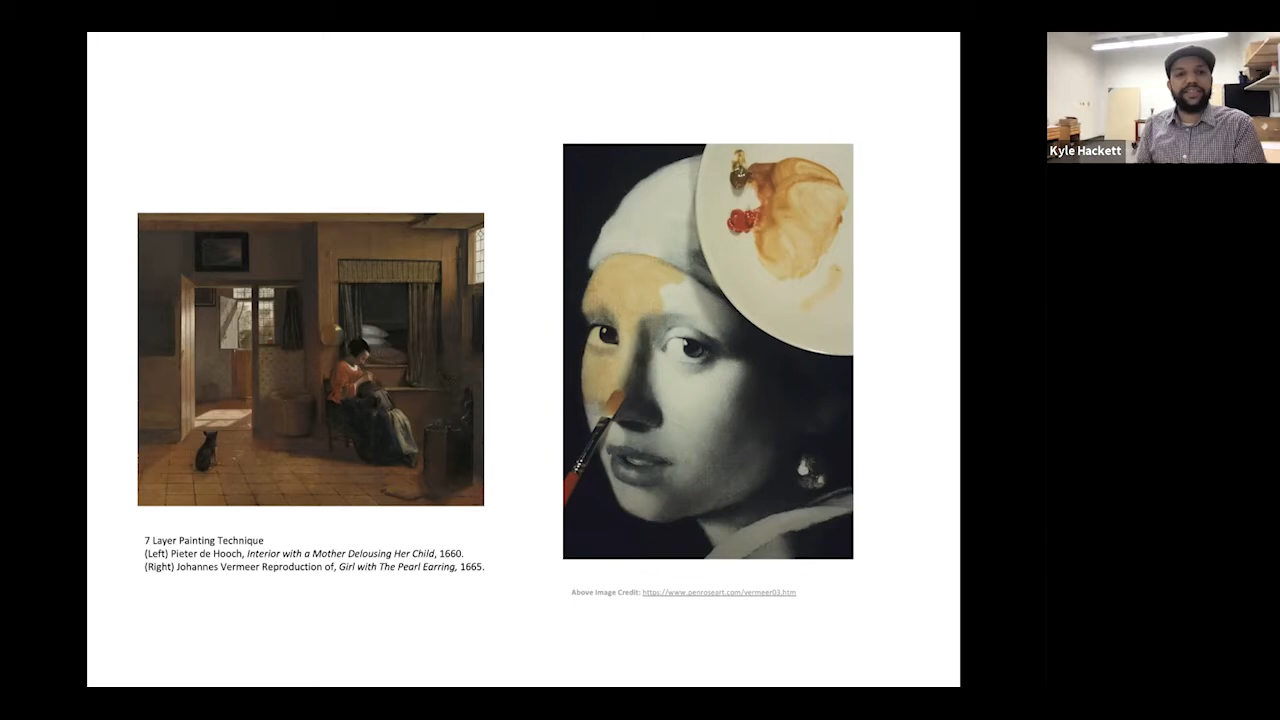 Kyle Hackett
7 Layer Painting Technique
(Left) Pieter de Hooch, Interior with a Mother Delousing Her Child, 1660.
(Right) Johannes Vermeer Reproduction of, Girl with The Pearl Earring, 1665.
Above Image Credit: https://www.penroseart.com/vermeer03.htm